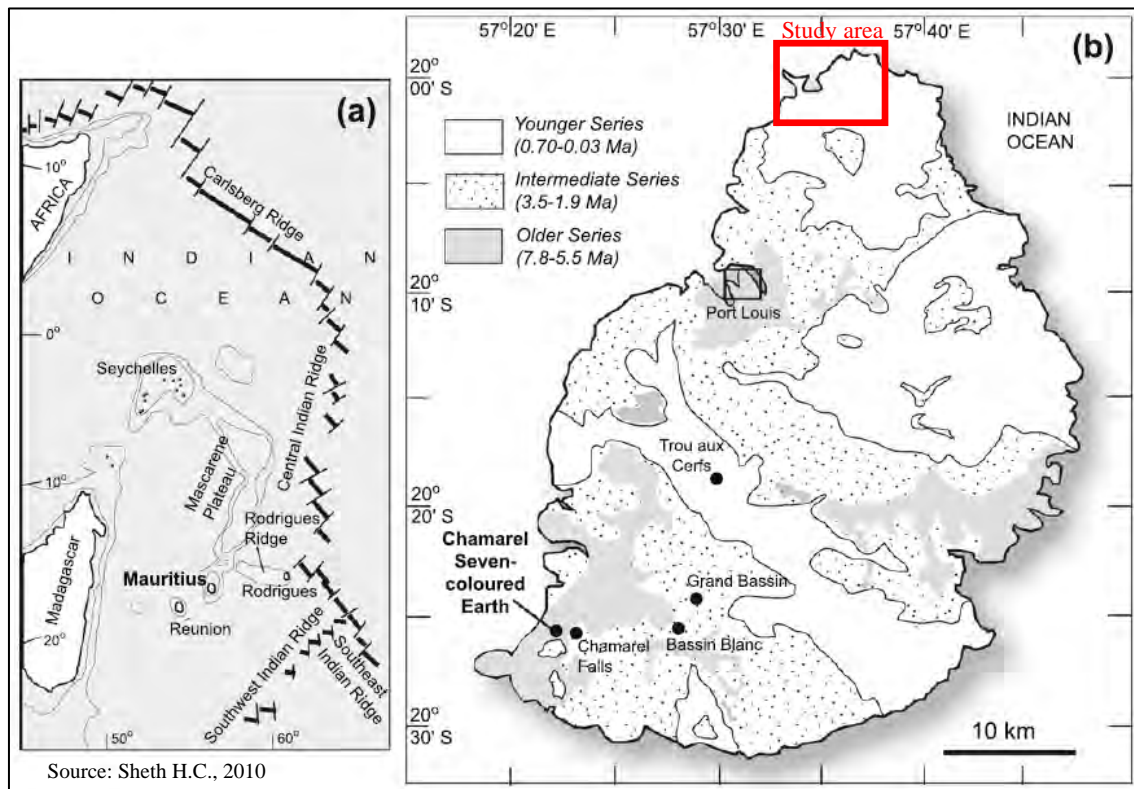 (a)
10°
AFRICA
Carlsberg Ridge
I N D I A N
O C E A N
0°
Seychelles
Central Indian Ridge
Mascarene
Plateau
10°
Rodrigues
Ridge
Mauritius
Rodrigues
Reunion
Madagascar
20°
Southwest Indian Ridge
Southeast
Indian Ridge
50°
60°
Source: Sheth H.C., 2010
Study area
57°20' E
57°30' E
57°40' E
(b)
20°
00' S
INDIAN
OCEAN
Younger Series
(0.70-0.03 Ma)
Intermediate Series
(3.5-1.9 Ma)
Older Series
(7.8-5.5 Ma)
20°
10' S
Port Louis
Trou aux
Cerfs
20°
20' S
Chamarel
Seven-
coloured
Earth
Grand Bassin
Chamarel
Falls
Bassin Blanc
20°
30' S
10 km